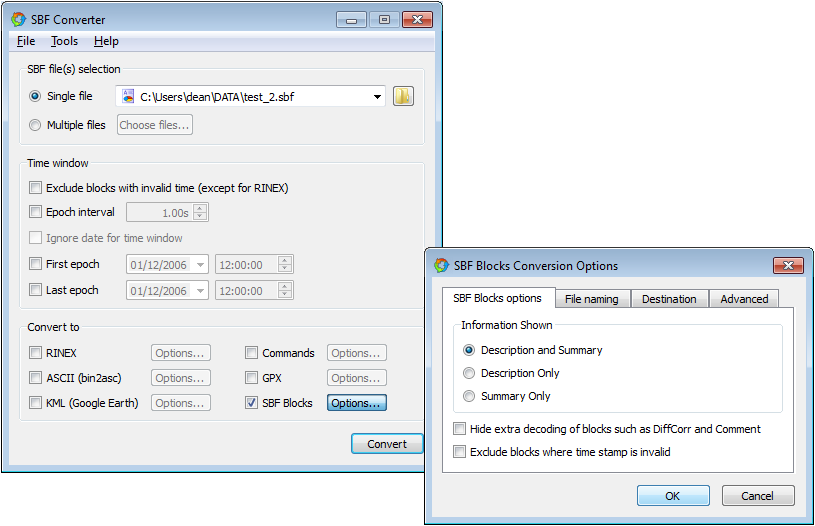 SBF Converter
File Tools Help
SBF file(s) selection
Single file C:\Users\dean\DATA\test_2.sbf
Multiple files Choose files...
Time window
Exclude blocks with invalid time (except for RINEX)
Epoch interval 1.00s
Ignore date for time window
First epoch 01/12/2006 12:00:00
Last epoch 01/12/2006 12:00:00
Convert to
RINEX Options... Commands Options...
ASCII (bin2asc) Options... GPX Options...
KML (Google Earth) Options... SBF Blocks Options...
Convert
SBF Blocks Conversion Options
SBF Blocks options File naming Destination Advanced
Information Shown
Description and Summary
Description Only
Summary Only
Hide extra decoding of blocks such as DiffCorr and Comment
Exclude blocks where time stamp is invalid
OK Cancel